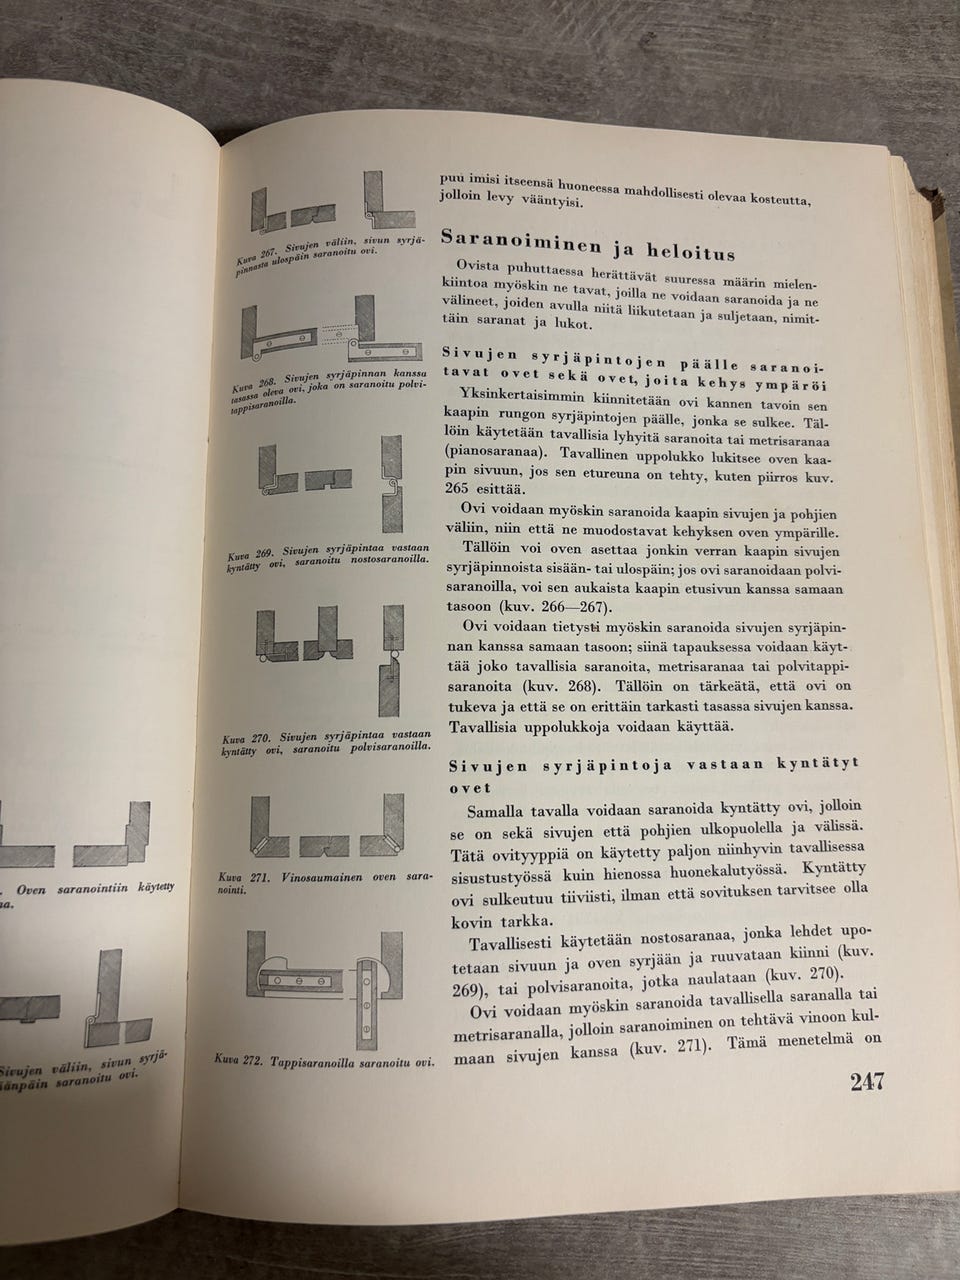 . Oven saranointiin käytetty
na.
Sivujen väliin, sivun syrjä-
äänpäin saranoitu ovi.
Kuva 267. Sivujen väliin, sivun syrjä-
pinnasta ulospäin saranoitu ovi.
Kuva 268. Sivujen syrjäpinnan kanssa
tasassa oleva ovi, joka on saranoitu polvi-
tappisaranoilla.
Kuva 269. Sivujen syrjäpintaa vastaan
kyntätty ovi, saranoitu nostosaranoilla.
Kuva 270. Sivujen syrjäpintaa vastaan
kyntätty ovi, saranoitu polvisaranoilla.
Kuva 271. Vinosaumainen oven sara-
nointi.
Kuva 272. Tappisaranoilla saranoitu ovi.
puu imisi itseensä huoneessa mahdollisesti olevaa kosteutta,
jolloin levy vääntyisi.
Saranoiminen ja heloitus
Ovista puhuttaessa herättävät suuressa määrin mielen-
kiintoa myöskin ne tavat, joilla ne voidaan saranoida ja ne
välineet, joiden avulla niitä liikutetaan ja suljetaan, nimit-
täin saranat ja lukot.
Sivujen syrjäpintojen päälle saranoi-
tavat ovet sekä ovet, joita kehys ympäröi
Yksinkertaisimmin kiinnitetään ovi kannen tavoin sen
kaapin rungon syrjäpintojen päälle, jonka se sulkee. Täl-
löin käytetään tavallisia lyhyitä saranoita tai metrisaranaa
(pianosaranaa). Tavallinen uppolukko lukitsee oven kaa-
pin sivuun, jos sen etureuna on tehty, kuten piirros kuv.
265 esittää.
Ovi voidaan myöskin saranoida kaapin sivujen ja pohjien
väliin, niin että ne muodostavat kehyksen oven ympärille.
Tällöin voi oven asettaa jonkin verran kaapin sivujen
syrjäpinnoista sisään- tai ulospäin; jos ovi saranoidaan polvi-
saranoilla, voi sen aukaista kaapin etusivun kanssa samaan
tasoon (kuv. 266—267).
Ovi voidaan tietysti myöskin saranoida sivujen syrjäpin-
nan kanssa samaan tasoon; siinä tapauksessa voidaan käyt-
tää joko tavallisia saranoita, metrisaranaa tai polvitappi-
saranoita (kuv. 268). Tällöin on tärkeätä, että ovi on
tukeva ja että se on erittäin tarkasti tasassa sivujen kanssa.
Tavallisia uppolukkoja voidaan käyttää.
Sivujen syrjäpintoja vastaan kyntätyt
ovet
Samalla tavalla voidaan saranoida kyntätty ovi, jolloin
se on sekä sivujen että pohjien ulkopuolella ja välissä.
Tätä ovityyppiä on käytetty paljon niinhyvin tavallisessa
sisustustyössä kuin hienossa huonekalutyössä. Kyntätty
ovi sulkeutuu tiiviisti, ilman että sovituksen tarvitsee olla
kovin tarkka.
Tavallisesti käytetään nostosaranaa, jonka lehdet upo-
tetaan sivuun ja oven syrjään ja ruuvataan kiinni (kuv.
269), tai polvisaranoita, jotka naulataan (kuv. 270).
Ovi voidaan myöskin saranoida tavallisella saranalla tai
metrisaranalla, jolloin saranoiminen on tehtävä vinoon kul-
maan sivujen kanssa (kuv. 271). Tämä menetelmä on
247